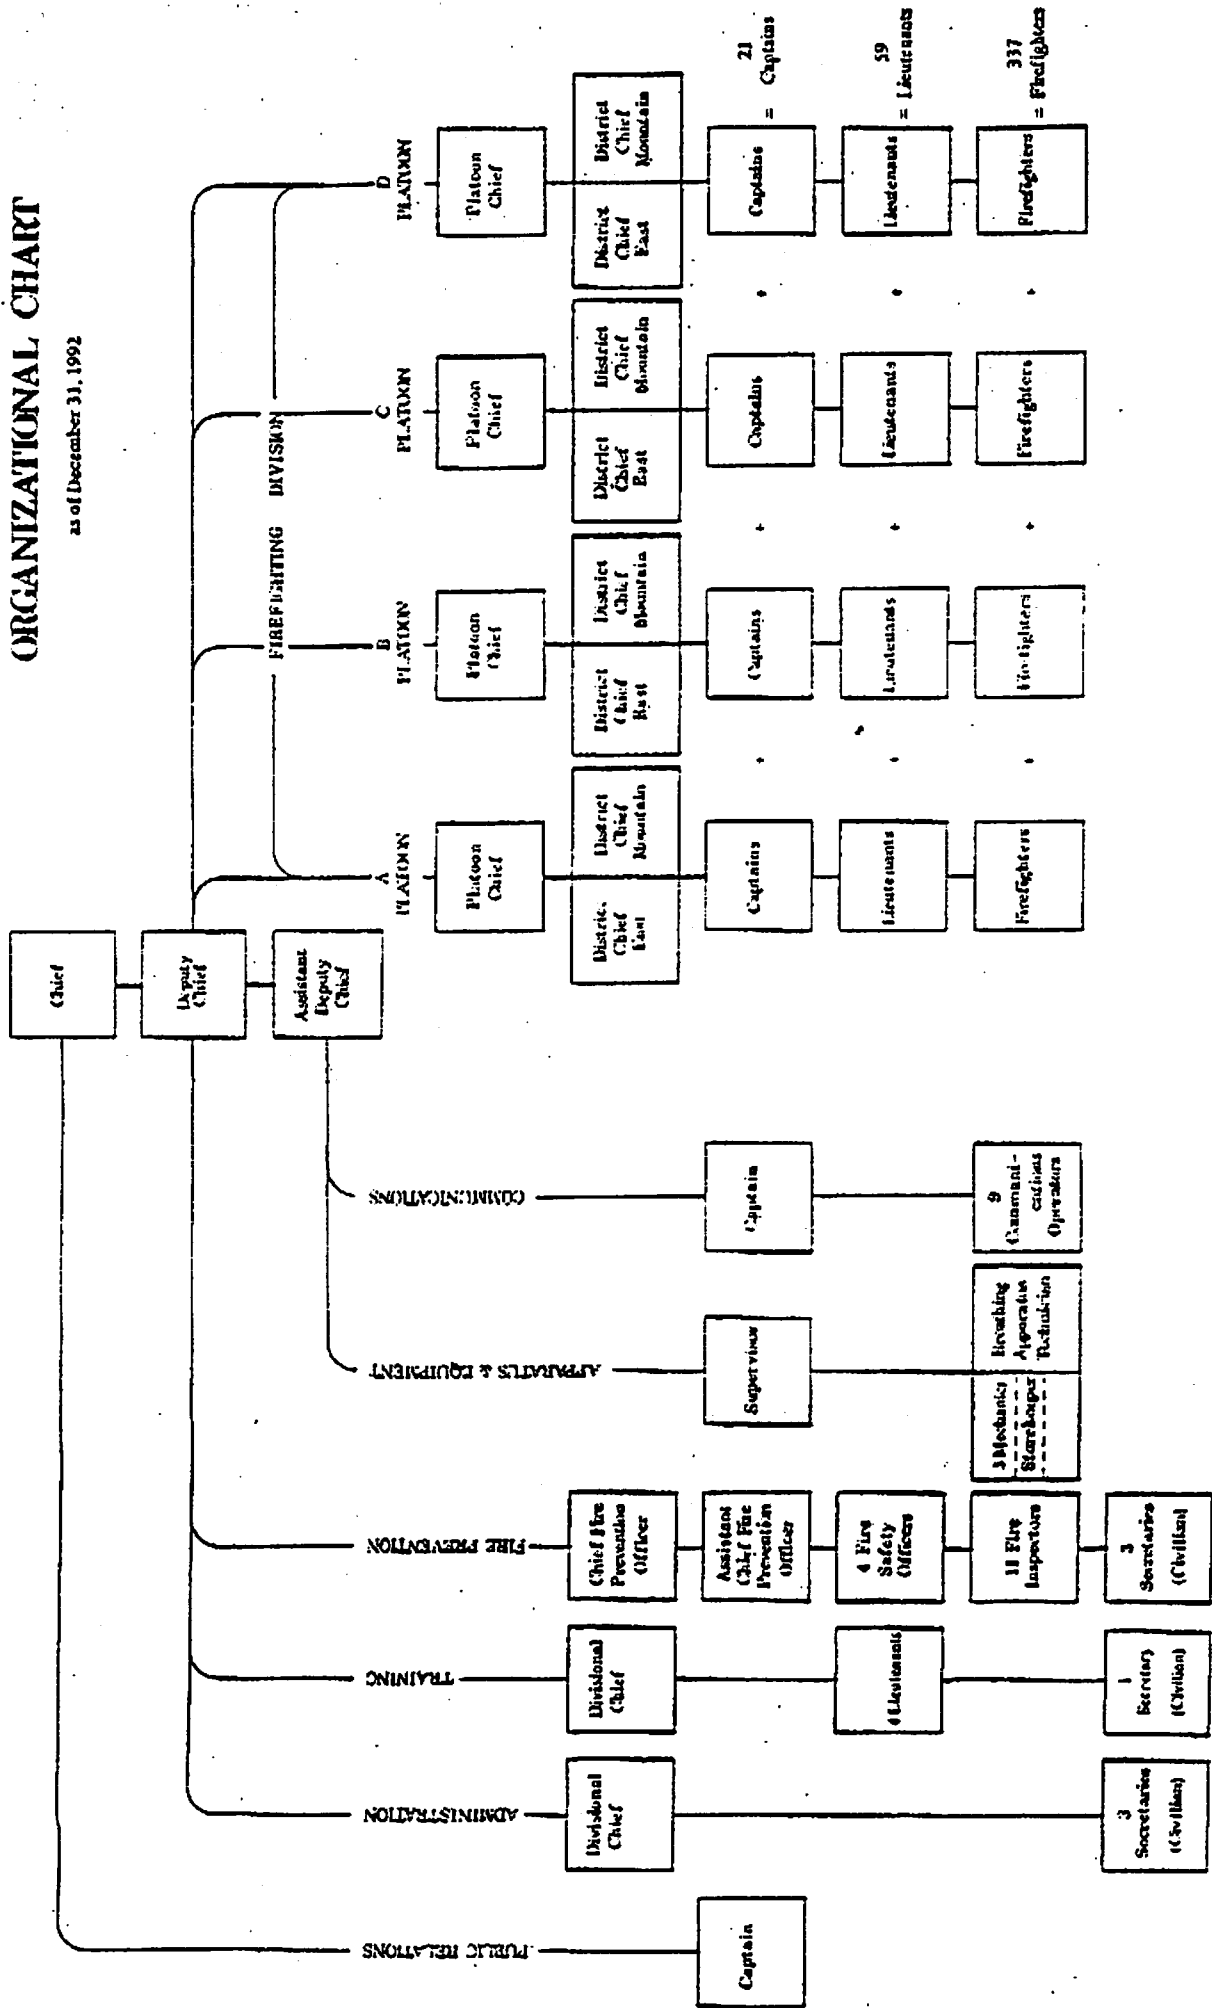 ORGANIZATIONAL CHART
as of December 31, 1992
Chief
Deputy
Chief
Assistant
Deputy
Chief
PUBLIC RELATIONS
ADMINISTRATION
TRAINING
FIRE PREVENTION
APPARATUS & EQUIPMENT
COMMUNICATIONS
FIREFIGHTING DIVISION
A
PLATOON
B
PLATOON
C
PLATOON
D
PLATOON
Captain
Divisional
Chief
3
Secretaries
(Civilian)
Divisional
Chief
4 Lieutenants
1
Secretary
(Civilian)
Chief Fire
Prevention
Officer
Assistant
Chief Fire
Prevention
Officer
4 Fire
Safety
Officers
Fire
Inspectors
3
Secretaries
(Civilian)
Supervisor
3 Mechanics
Storekeeper
Breathing
Apparatus
Technician
Captain
9
Communi-
cations
Operators
Platoon
Chief
District
Chief
East
District
Chief
Mountain
Captains
Lieutenants
Firefighters
Platoon
Chief
District
Chief
East
District
Chief
Mountain
Captains
Lieutenants
Firefighters
Platoon
Chief
District
Chief
East
District
Chief
Mountain
Captains
Lieutenants
Firefighters
Platoon
Chief
District
Chief
East
District
Chief
Mountain
Captains
Lieutenants
Firefighters
+ + +
+ + +
+ + +
21
= Captains
59
= Lieutenants
337
= Firefighters